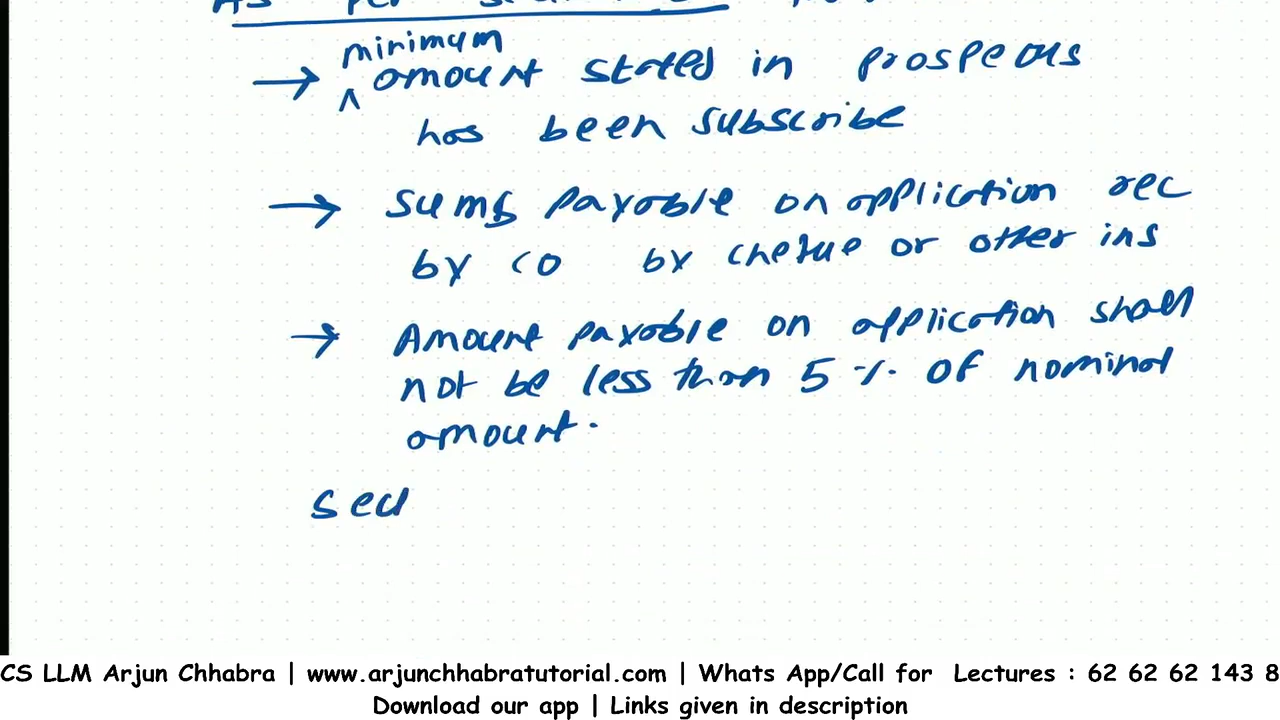 As Per
minimum
→ ^ amount stated in prospecus
has been subscribe
→ sums payable on application rec
by co by cheque or other ins
→ Amount payable on application shall
not be less than 5 % of nominal
amount.
sec
CS LLM Arjun Chhabra | www.arjunchhabratutorial.com | Whats App/Call for Lectures : 62 62 62 143 8
Download our app | Links given in description